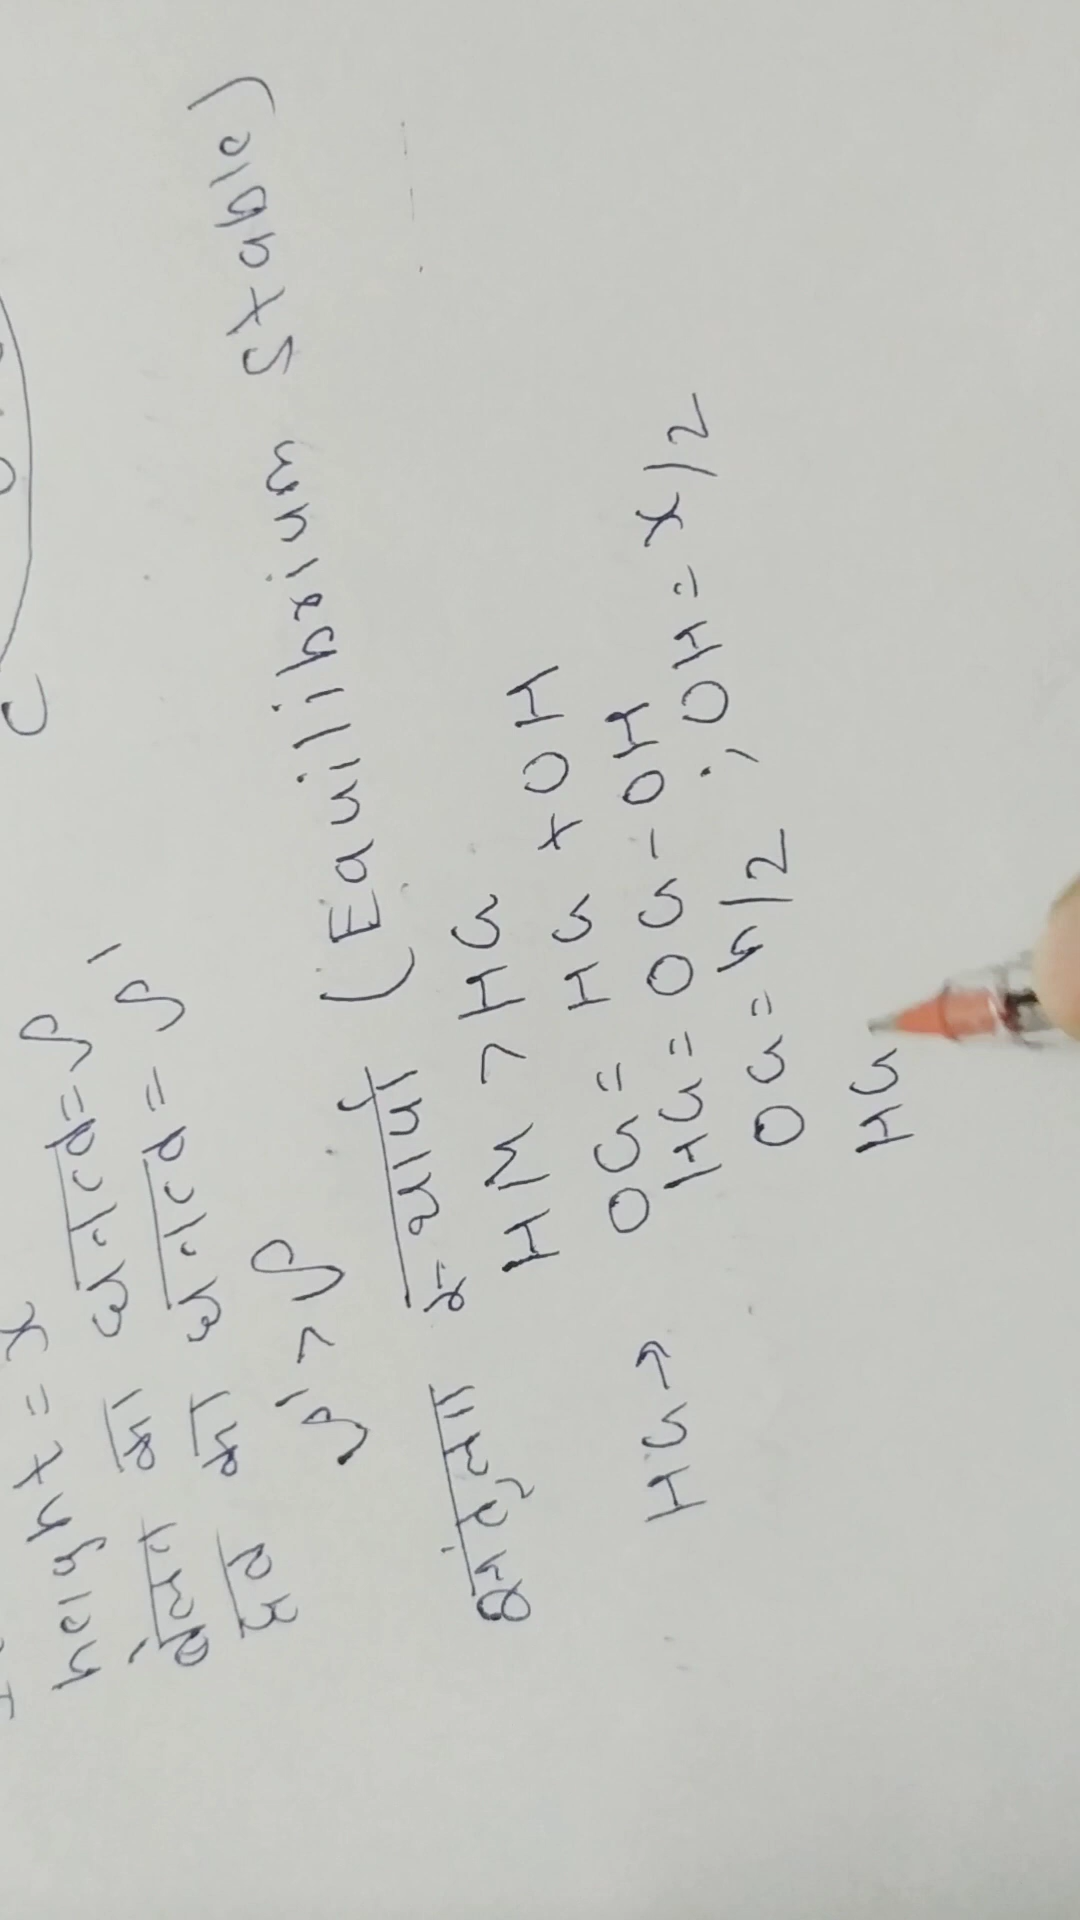 height = x
बेलन का घनत्व = ρ
द्रव का घनत्व = ρ'
ρ' > ρ
संतुलन स्थायी (Equilibrium Stable)
HM > HG
HG + OH
HG → OG =
HG = OG - OH
OG = h/2 ; OH = x/2
HG